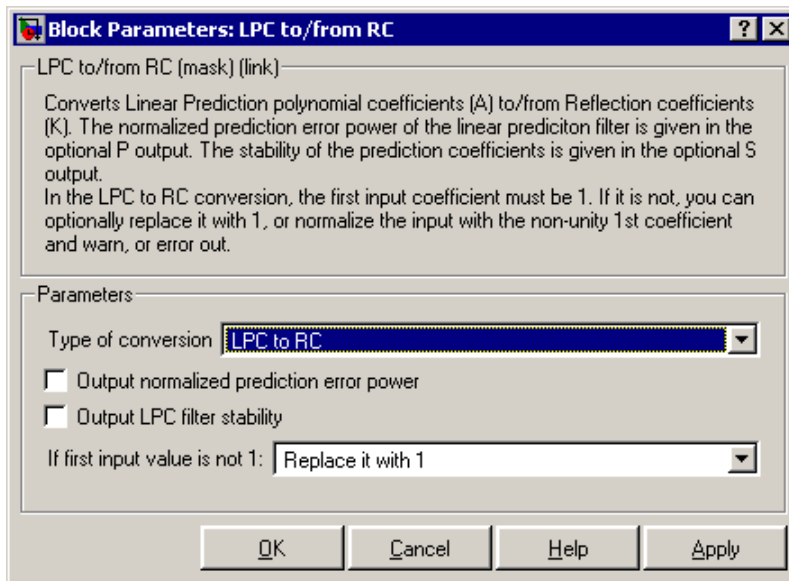 Block Parameters: LPC to/from RC
LPC to/from RC (mask) (link)
Converts Linear Prediction polynomial coefficients (A) to/from Reflection coefficients
(K). The normalized prediction error power of the linear prediciton filter is given in the
optional P output. The stability of the prediction coefficients is given in the optional S
output.
In the LPC to RC conversion, the first input coefficient must be 1. If it is not, you can
optionally replace it with 1, or normalize the input with the non-unity 1st coefficient
and warn, or error out.
Parameters
Type of conversion LPC to RC
Output normalized prediction error power
Output LPC filter stability
If first input value is not 1: Replace it with 1
OK Cancel Help Apply